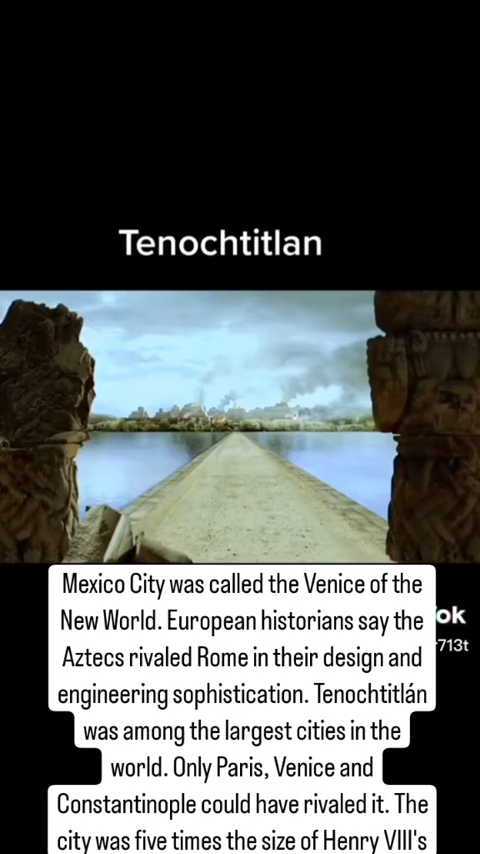 Tenochtitlan
Mexico City was called the Venice of the
New World. European historians say the
Aztecs rivaled Rome in their design and
engineering sophistication. Tenochtitlán
was among the largest cities in the
world. Only Paris, Venice and
Constantinople could have rivaled it. The
city was five times the size of Henry VIII's
ok
713t